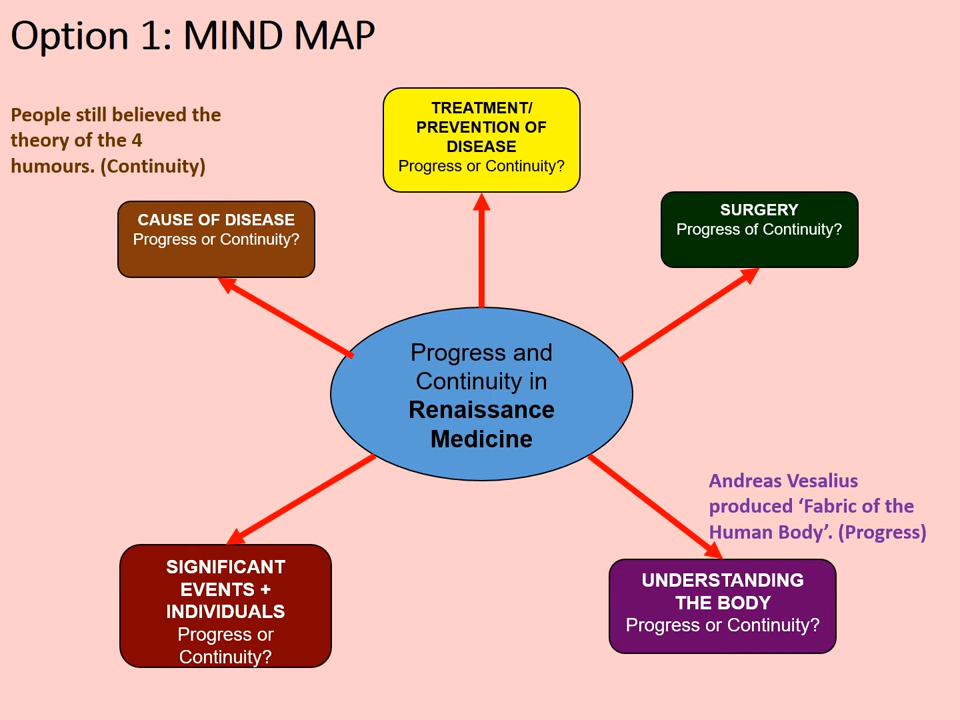 Option 1: MIND MAP
People still believed the
theory of the 4
humours. (Continuity)
TREATMENT/
PREVENTION OF
DISEASE
Progress or Continuity?
CAUSE OF DISEASE
Progress or Continuity?
SURGERY
Progress of Continuity?
Progress and
Continuity in
Renaissance
Medicine
Andreas Vesalius
produced ‘Fabric of the
Human Body’. (Progress)
SIGNIFICANT
EVENTS +
INDIVIDUALS
Progress or
Continuity?
UNDERSTANDING
THE BODY
Progress or Continuity?